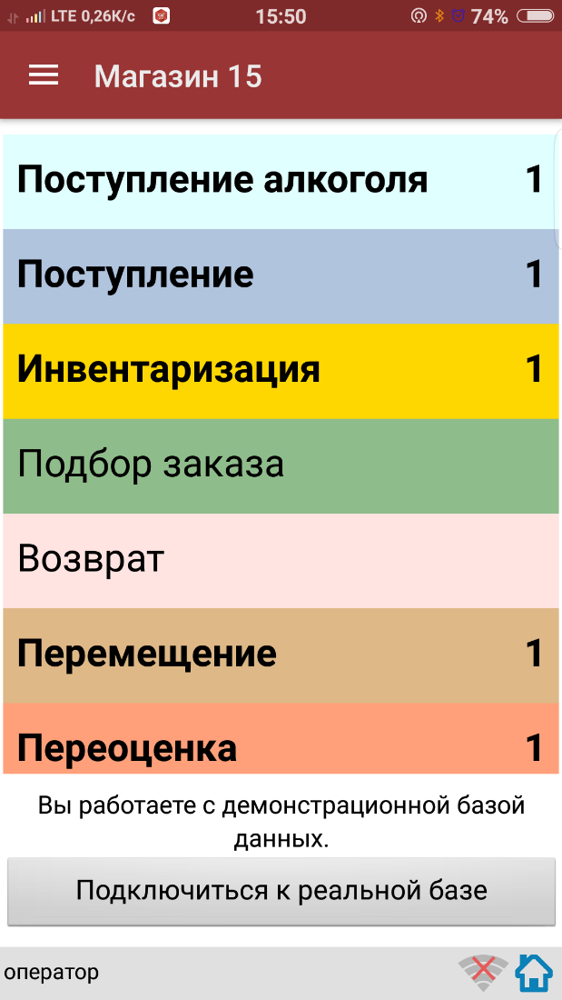 LTE 0,26K/c 15:50 74%
Магазин 15
Поступление алкоголя 1
Поступление 1
Инвентаризация 1
Подбор заказа
Возврат
Перемещение 1
Переоценка 1
Вы работаете с демонстрационной базой
данных.
Подключиться к реальной базе
оператор